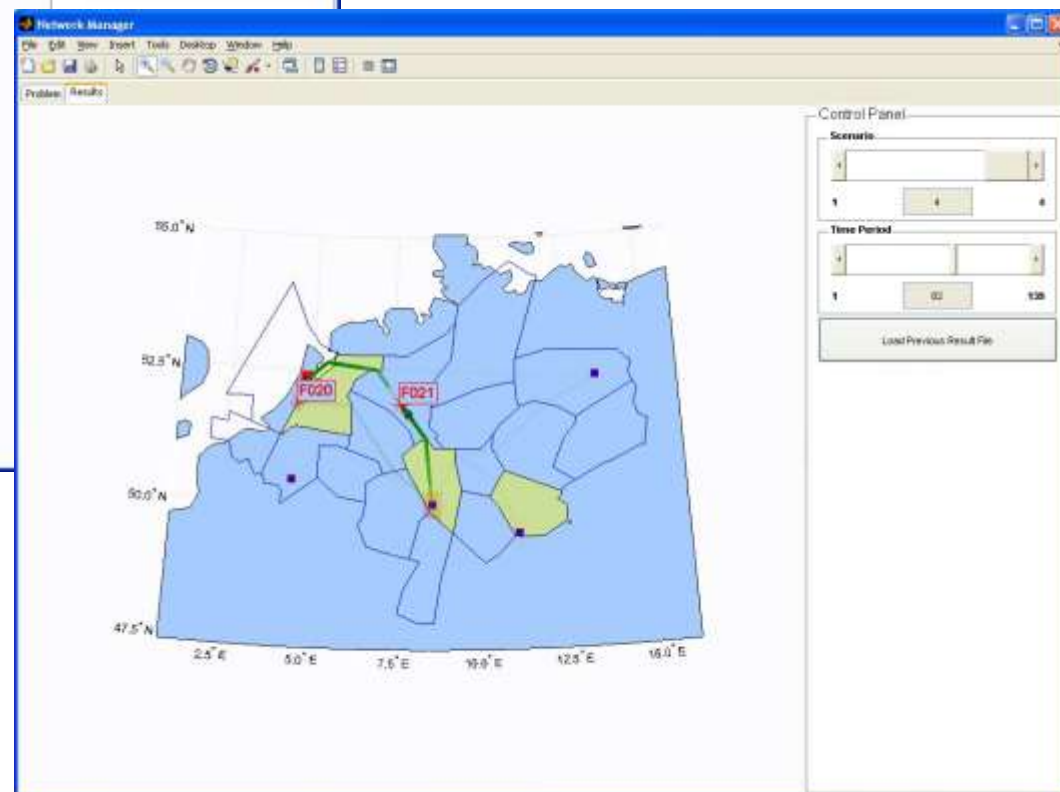 Network Manager
File Edit View Insert Tools Desktop Window Help
Problem Results
Control Panel
Scenario
1 4 4
Time Period
1
Load Previous Result File
55.0°N
52.5°N
50.0°N
47.5°N
F020
F021
2.5°E 5.0°E 7.5°E 10.0°E 12.5°E 15.0°E